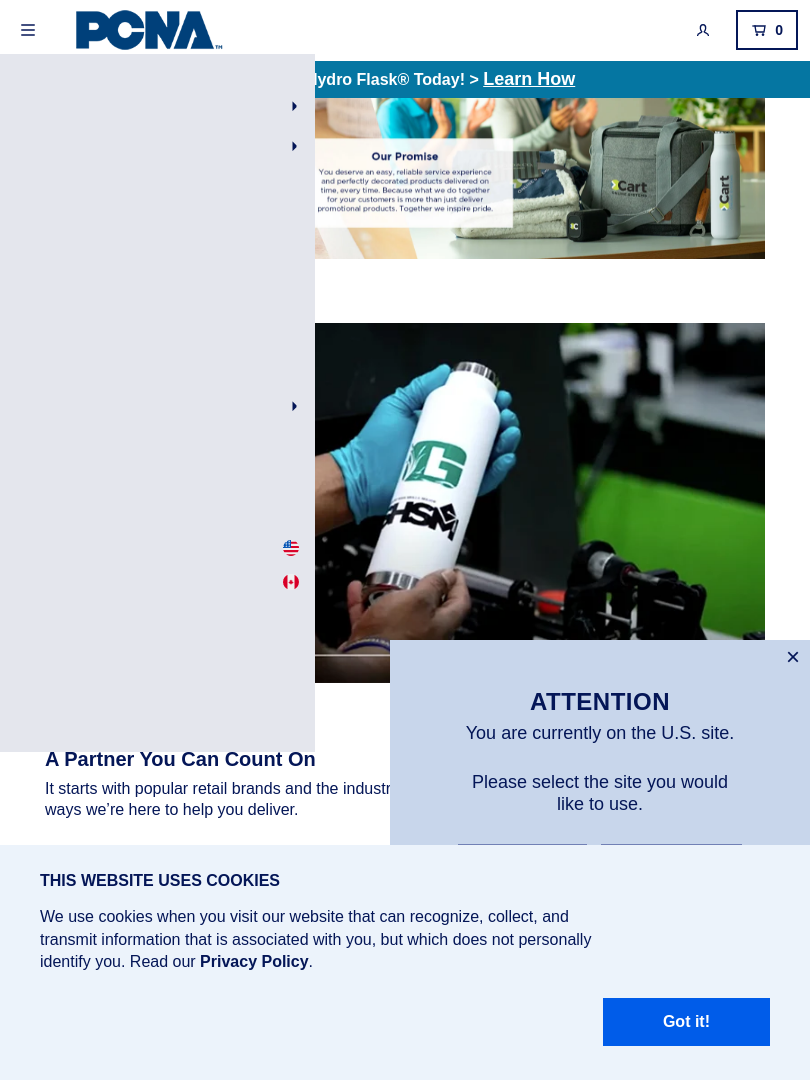 PCNA™
0
Hydro Flask® Today! > Learn How
Our Promise
You deserve an easy, reliable service experience
and perfectly decorated products delivered on
time, every time. Because what we do together
for your customers is more than just deliver
promotional products. Together we inspire pride.
Cart
Cart
GHSM
ATTENTION
You are currently on the U.S. site.
Please select the site you would
like to use.
A Partner You Can Count On
It starts with popular retail brands and the industr
ways we’re here to help you deliver.
THIS WEBSITE USES COOKIES
We use cookies when you visit our website that can recognize, collect, and
transmit information that is associated with you, but which does not personally
identify you. Read our Privacy Policy.
Got it!